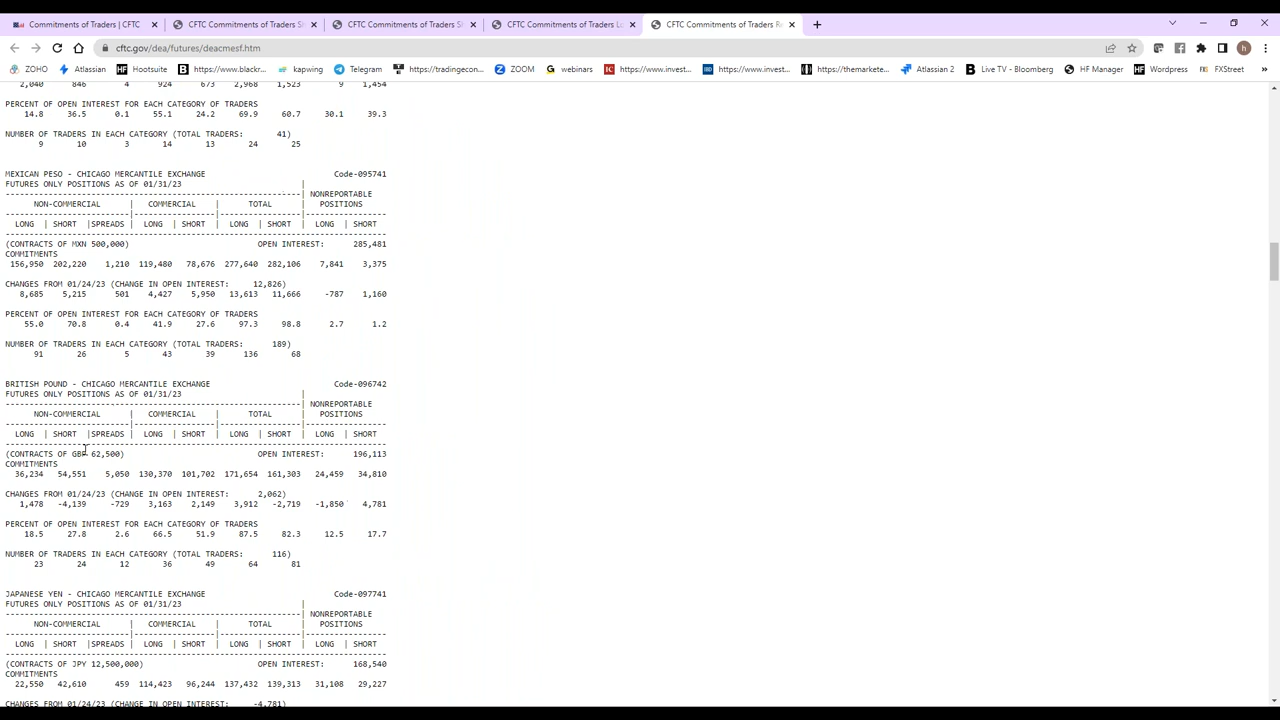 Commitments of Traders | CFTC
CFTC Commitments of Traders S
CFTC Commitments of Traders Sh
CFTC Commitments of Traders Lo
CFTC Commitments of Traders Re
cftc.gov/dea/futures/deacmesf.htm
ZOHO Atlassian Hootsuite https://www.blackr... kapwing Telegram https://tradingecon... ZOOM webinars https://www.invest... https://www.invest... https://themarkete... Atlassian 2 Live TV - Bloomberg HF Manager Wordpress FXStreet
2,040 846 4 924 673 2,968 1,523 9 1,454
PERCENT OF OPEN INTEREST FOR EACH CATEGORY OF TRADERS
14.8 36.5 0.1 55.1 24.2 69.9 60.7 30.1 39.3
NUMBER OF TRADERS IN EACH CATEGORY (TOTAL TRADERS: 41)
9 10 3 14 13 24 25
MEXICAN PESO - CHICAGO MERCANTILE EXCHANGE Code-095741
FUTURES ONLY POSITIONS AS OF 01/31/23 |
--------------------------------------------------------------| NONREPORTABLE
NON-COMMERCIAL | COMMERCIAL | TOTAL | POSITIONS
--------------------------|-----------------|-----------------|-----------------
LONG | SHORT |SPREADS | LONG | SHORT | LONG | SHORT | LONG | SHORT
--------------------------------------------------------------------------------
(CONTRACTS OF MXN 500,000) OPEN INTEREST: 285,481
COMMITMENTS
156,950 202,220 1,210 119,480 78,676 277,640 282,106 7,841 3,375
CHANGES FROM 01/24/23 (CHANGE IN OPEN INTEREST: 12,826)
8,685 5,215 501 4,427 5,950 13,613 11,666 -787 1,160
PERCENT OF OPEN INTEREST FOR EACH CATEGORY OF TRADERS
55.0 70.8 0.4 41.9 27.6 97.3 98.8 2.7 1.2
NUMBER OF TRADERS IN EACH CATEGORY (TOTAL TRADERS: 189)
91 26 5 43 39 136 68
BRITISH POUND - CHICAGO MERCANTILE EXCHANGE Code-096742
FUTURES ONLY POSITIONS AS OF 01/31/23 |
--------------------------------------------------------------| NONREPORTABLE
NON-COMMERCIAL | COMMERCIAL | TOTAL | POSITIONS
--------------------------|-----------------|-----------------|-----------------
LONG | SHORT |SPREADS | LONG | SHORT | LONG | SHORT | LONG | SHORT
--------------------------------------------------------------------------------
(CONTRACTS OF GBP 62,500) OPEN INTEREST: 196,113
COMMITMENTS
36,234 54,551 5,050 130,370 101,702 171,654 161,303 24,459 34,810
CHANGES FROM 01/24/23 (CHANGE IN OPEN INTEREST: 2,062)
1,478 -4,139 -729 3,163 2,149 3,912 -2,719 -1,850 4,781
PERCENT OF OPEN INTEREST FOR EACH CATEGORY OF TRADERS
18.5 27.8 2.6 66.5 51.9 87.5 82.3 12.5 17.7
NUMBER OF TRADERS IN EACH CATEGORY (TOTAL TRADERS: 116)
23 24 12 36 49 64 81
JAPANESE YEN - CHICAGO MERCANTILE EXCHANGE Code-097741
FUTURES ONLY POSITIONS AS OF 01/31/23 |
--------------------------------------------------------------| NONREPORTABLE
NON-COMMERCIAL | COMMERCIAL | TOTAL | POSITIONS
--------------------------|-----------------|-----------------|-----------------
LONG | SHORT |SPREADS | LONG | SHORT | LONG | SHORT | LONG | SHORT
--------------------------------------------------------------------------------
(CONTRACTS OF JPY 12,500,000) OPEN INTEREST: 168,540
COMMITMENTS
22,550 42,610 459 114,423 96,244 137,432 139,313 31,108 29,227
CHANGES FROM 01/24/23 (CHANGE IN OPEN INTEREST: -4,781)